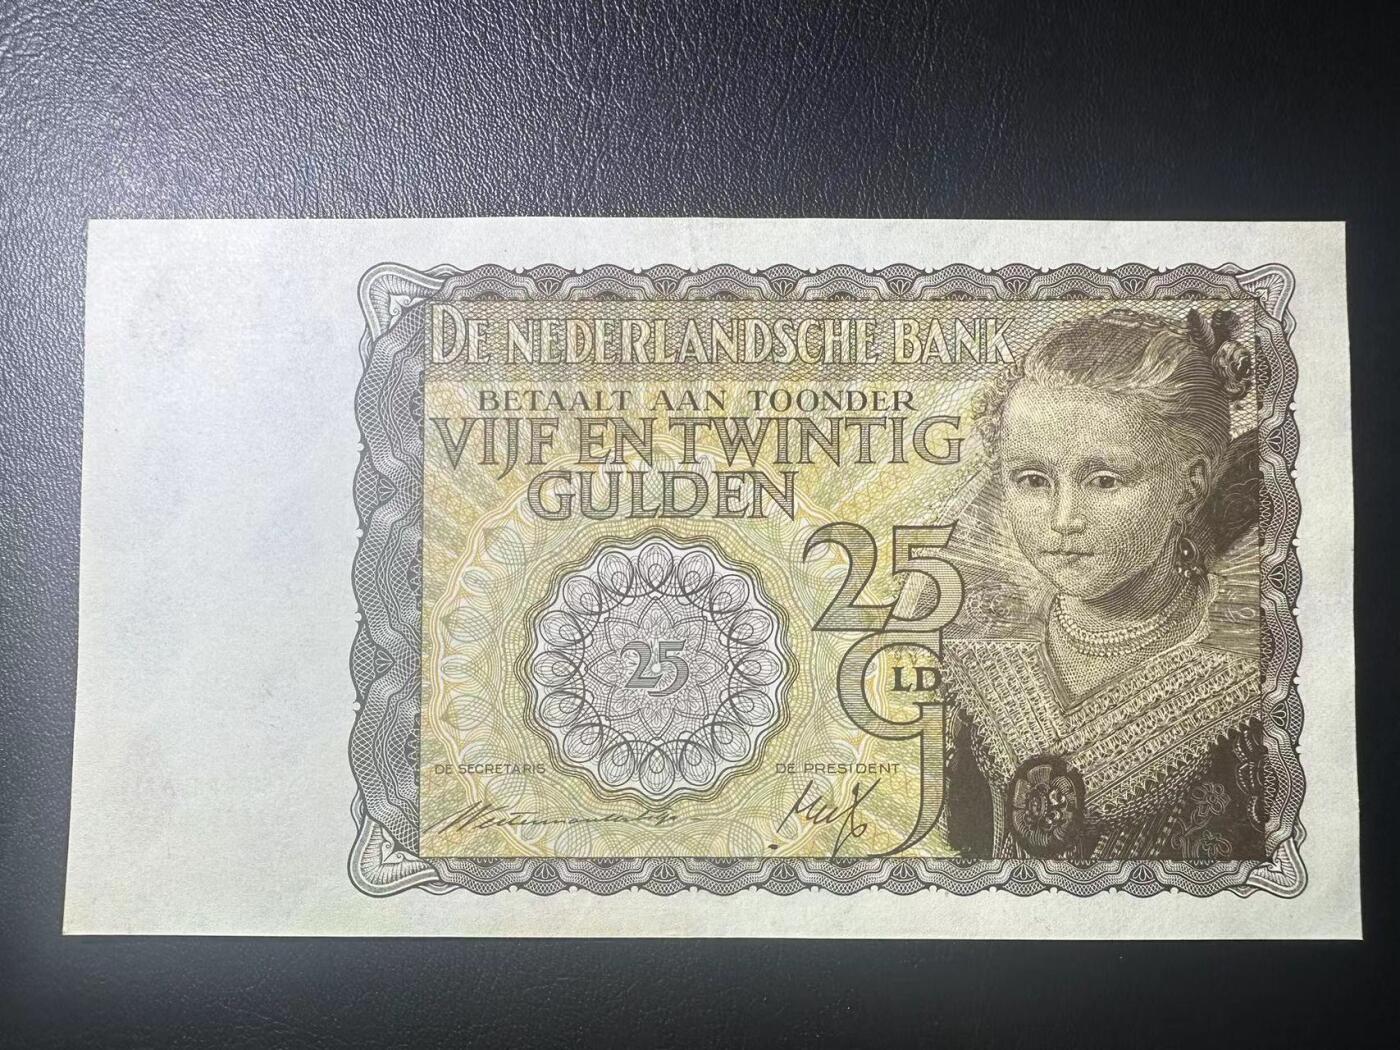 DE NEDERLANDSCHE BANK
BETAALT AAN TOONDER
VIJF EN TWINTIG
GULDEN
25
GLD
25
DE SECRETARIS
DE PRESIDENT